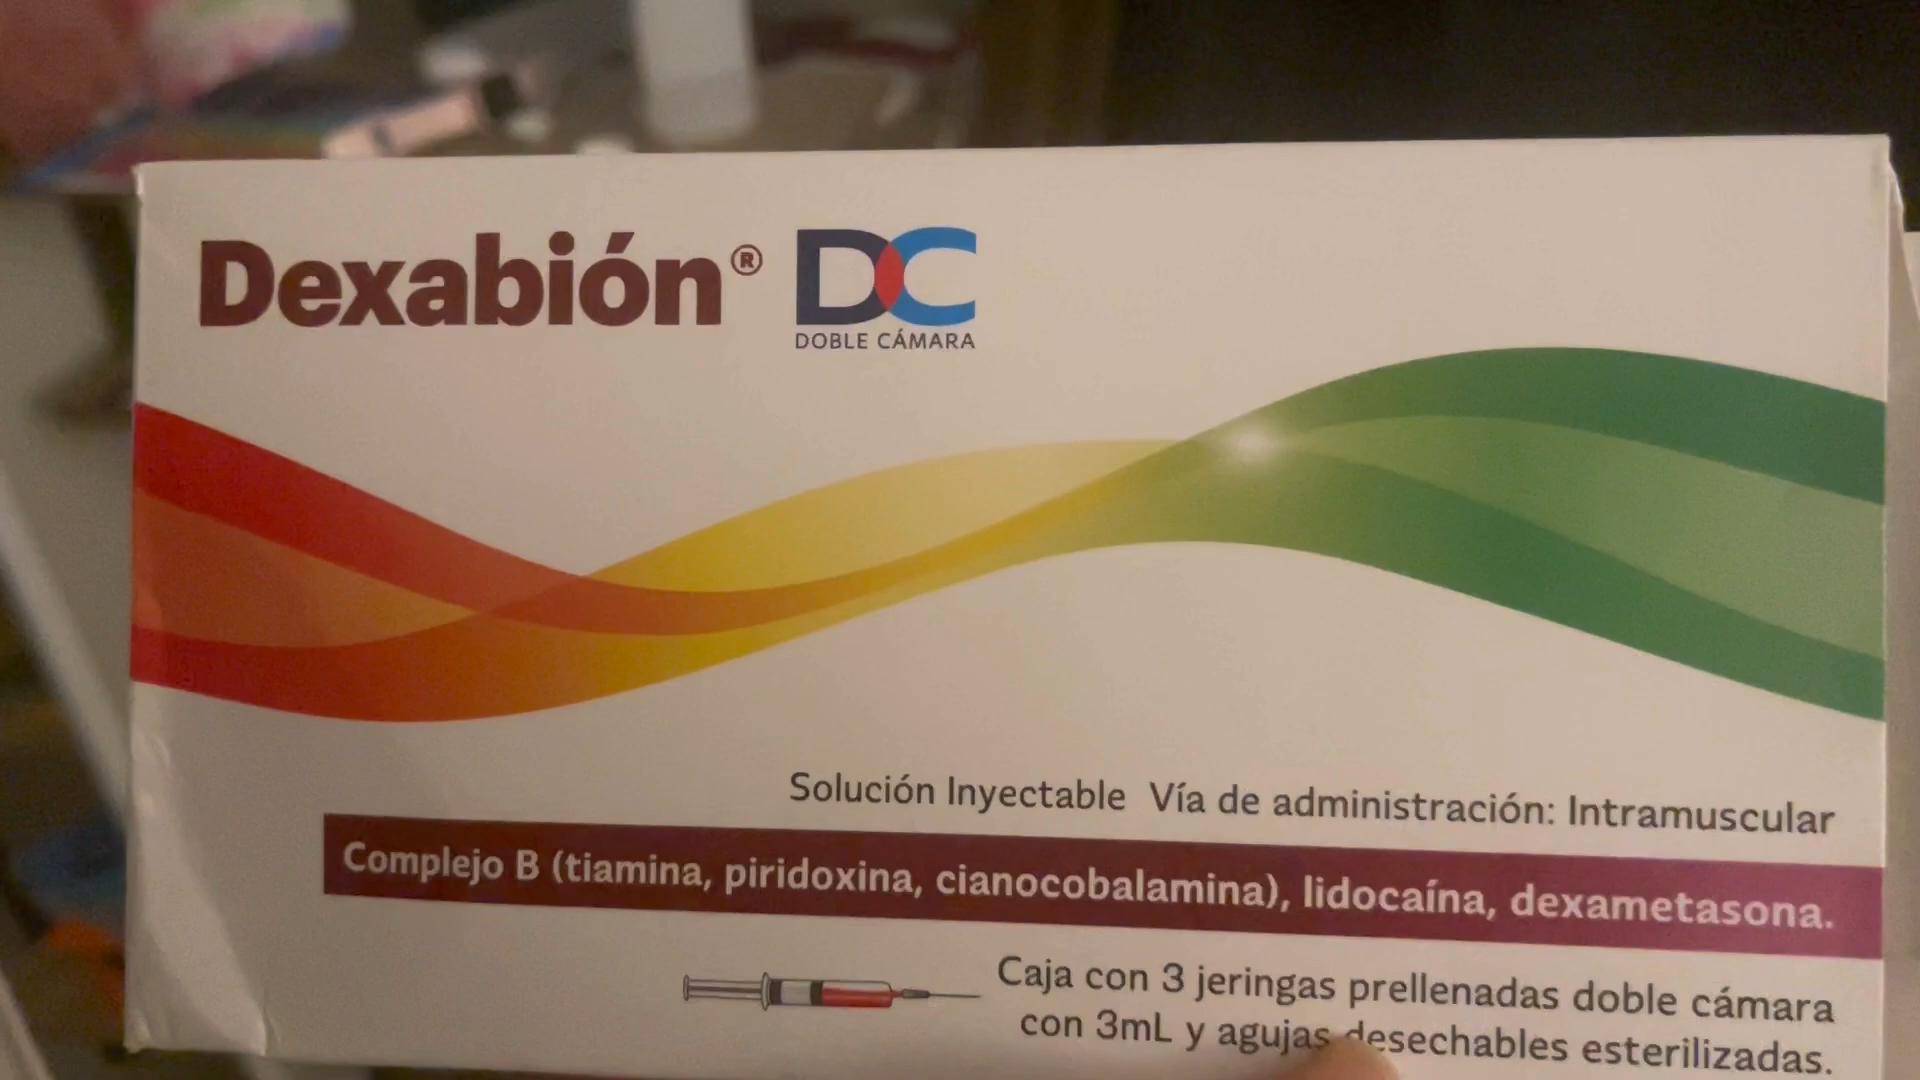 Dexabión® DC
DOBLE CÁMARA
Solución Inyectable Vía de administración: Intramuscular
Complejo B (tiamina, piridoxina, cianocobalamina), lidocaína, dexametasona.
Caja con 3 jeringas prellenadas doble cámara
con 3mL y agujas desechables esterilizadas.